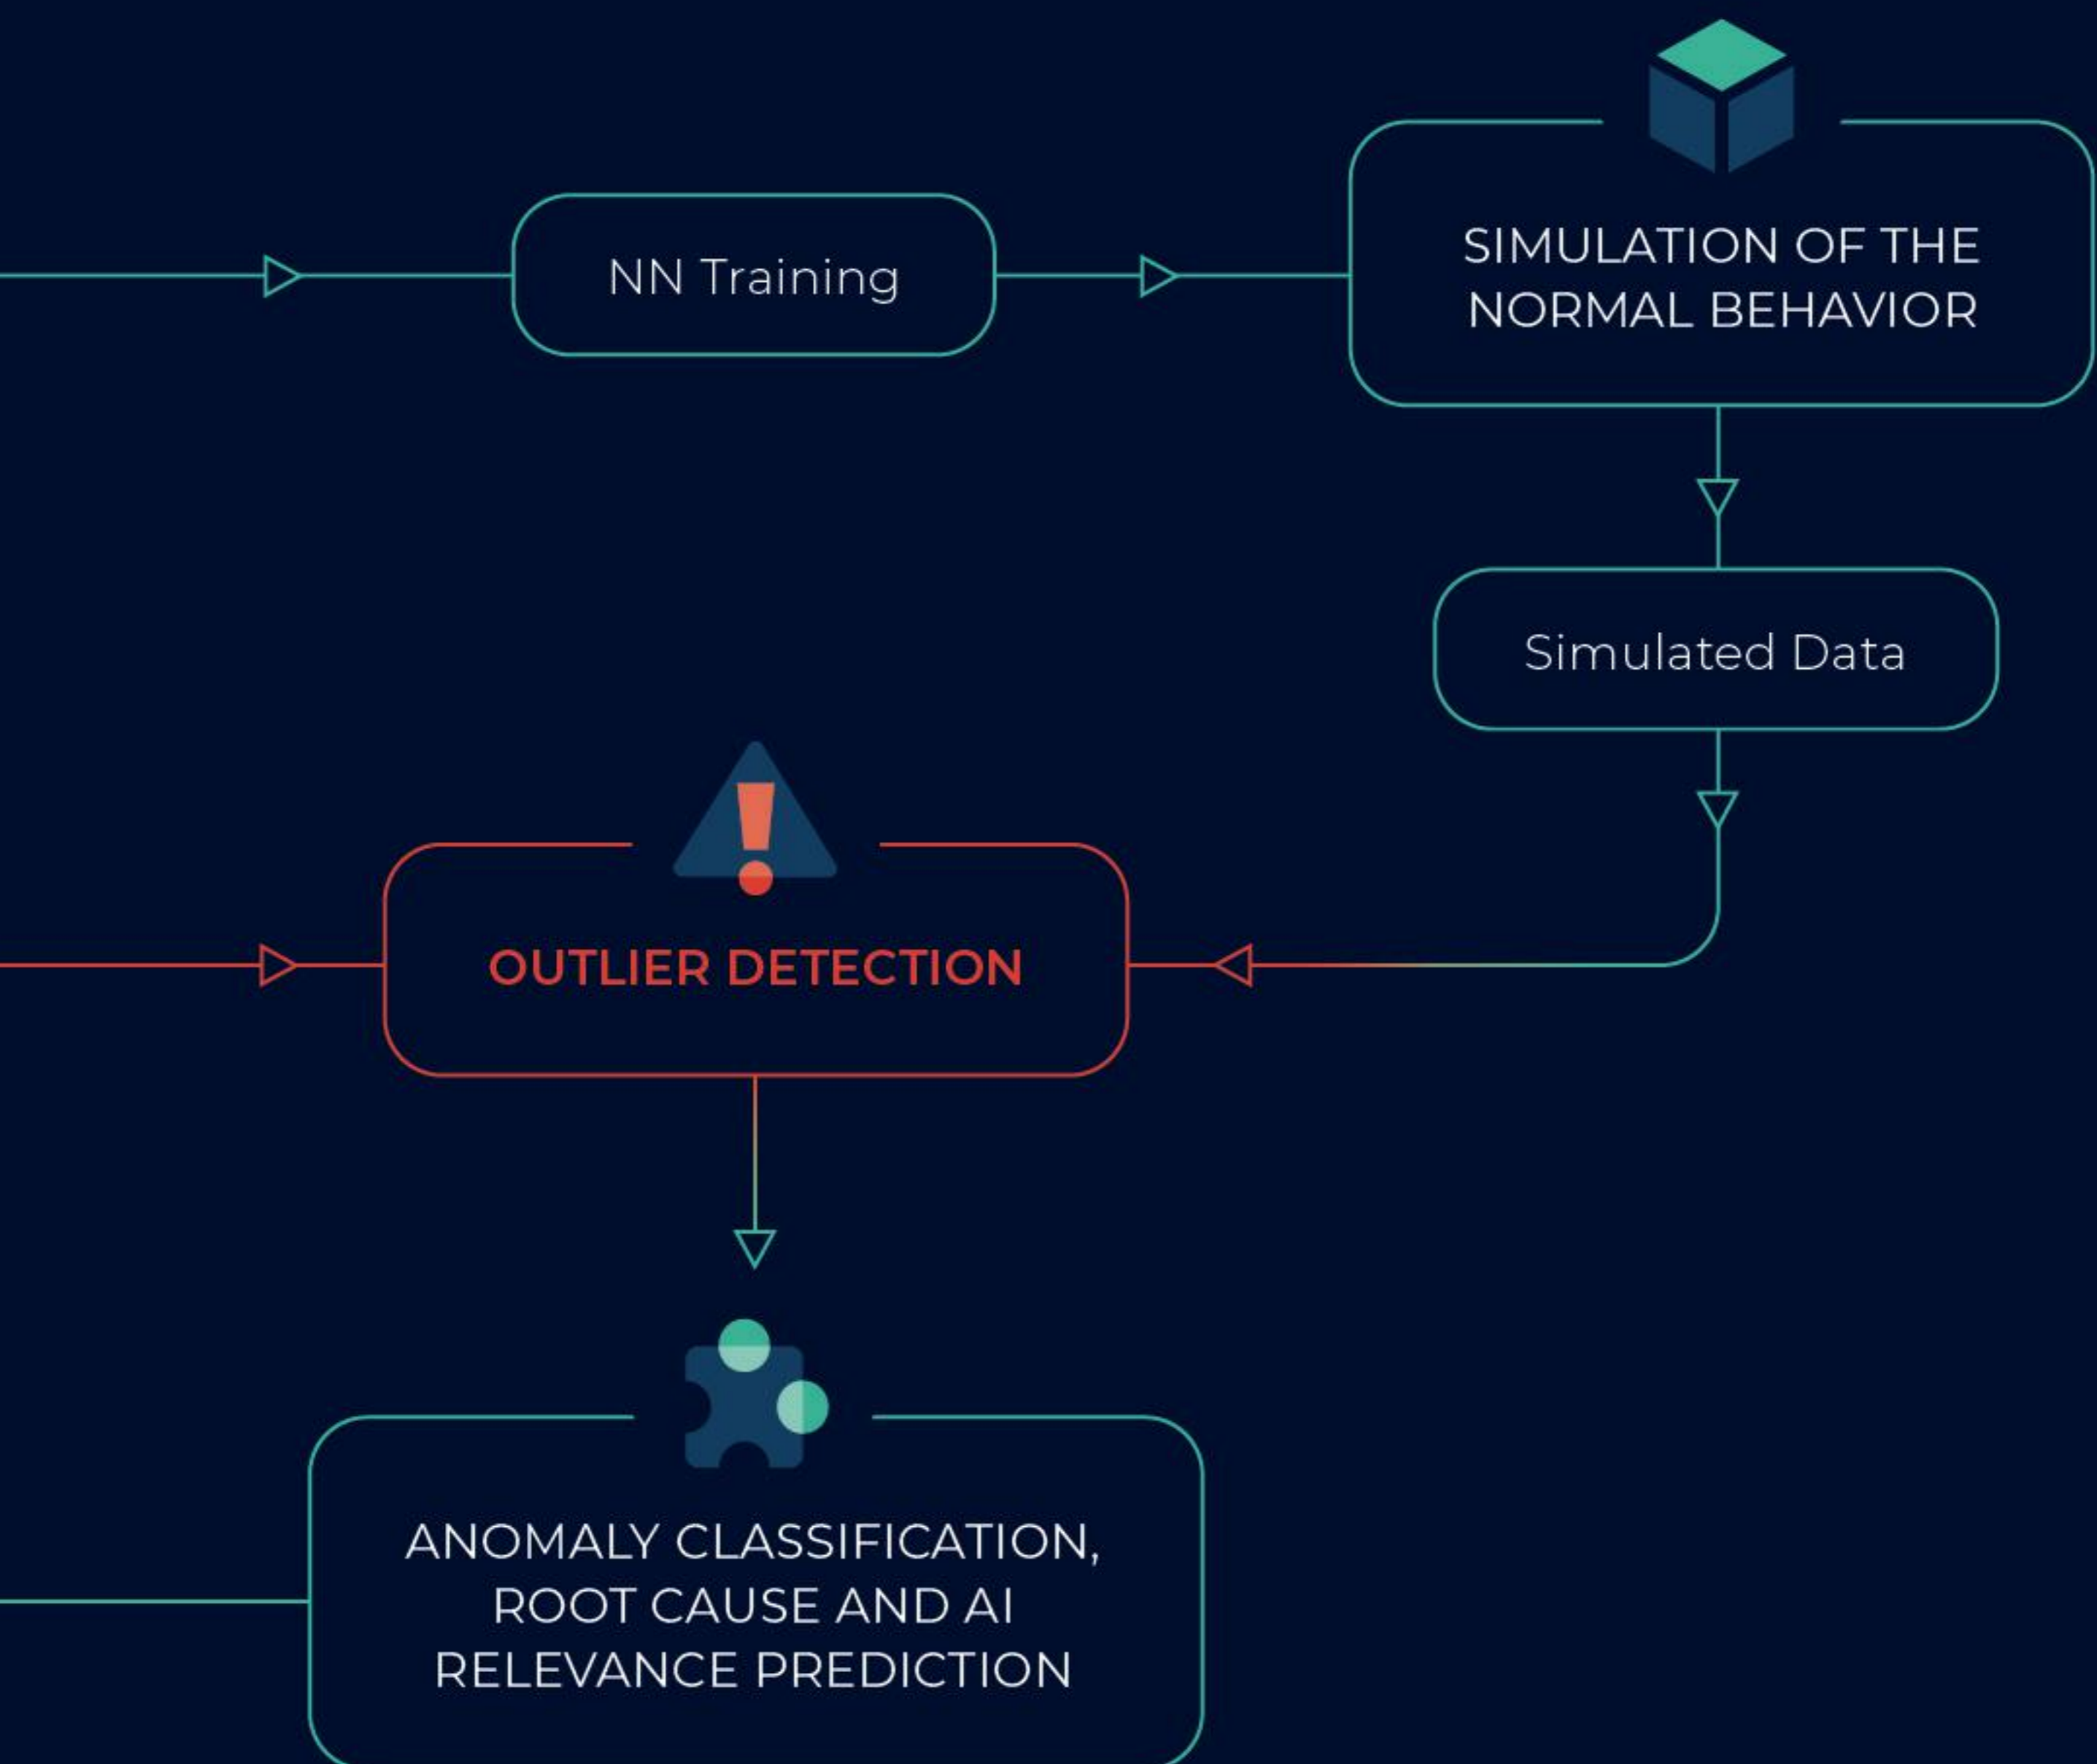 NN Training
SIMULATION OF THE
NORMAL BEHAVIOR
Simulated Data
OUTLIER DETECTION
ANOMALY CLASSIFICATION,
ROOT CAUSE AND AI
RELEVANCE PREDICTION